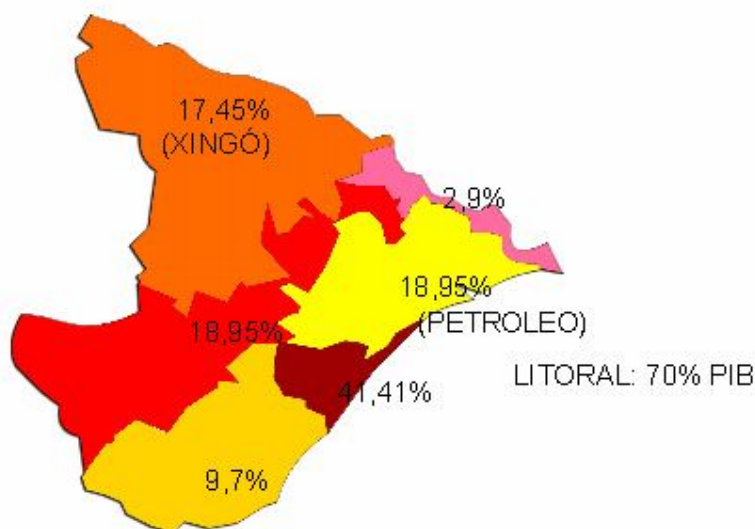 17,45%
(XINGÓ)
2,9%
18,95%
(PETROLEO)
18,95%
LITORAL: 70% PIB
41,41%
9,7%